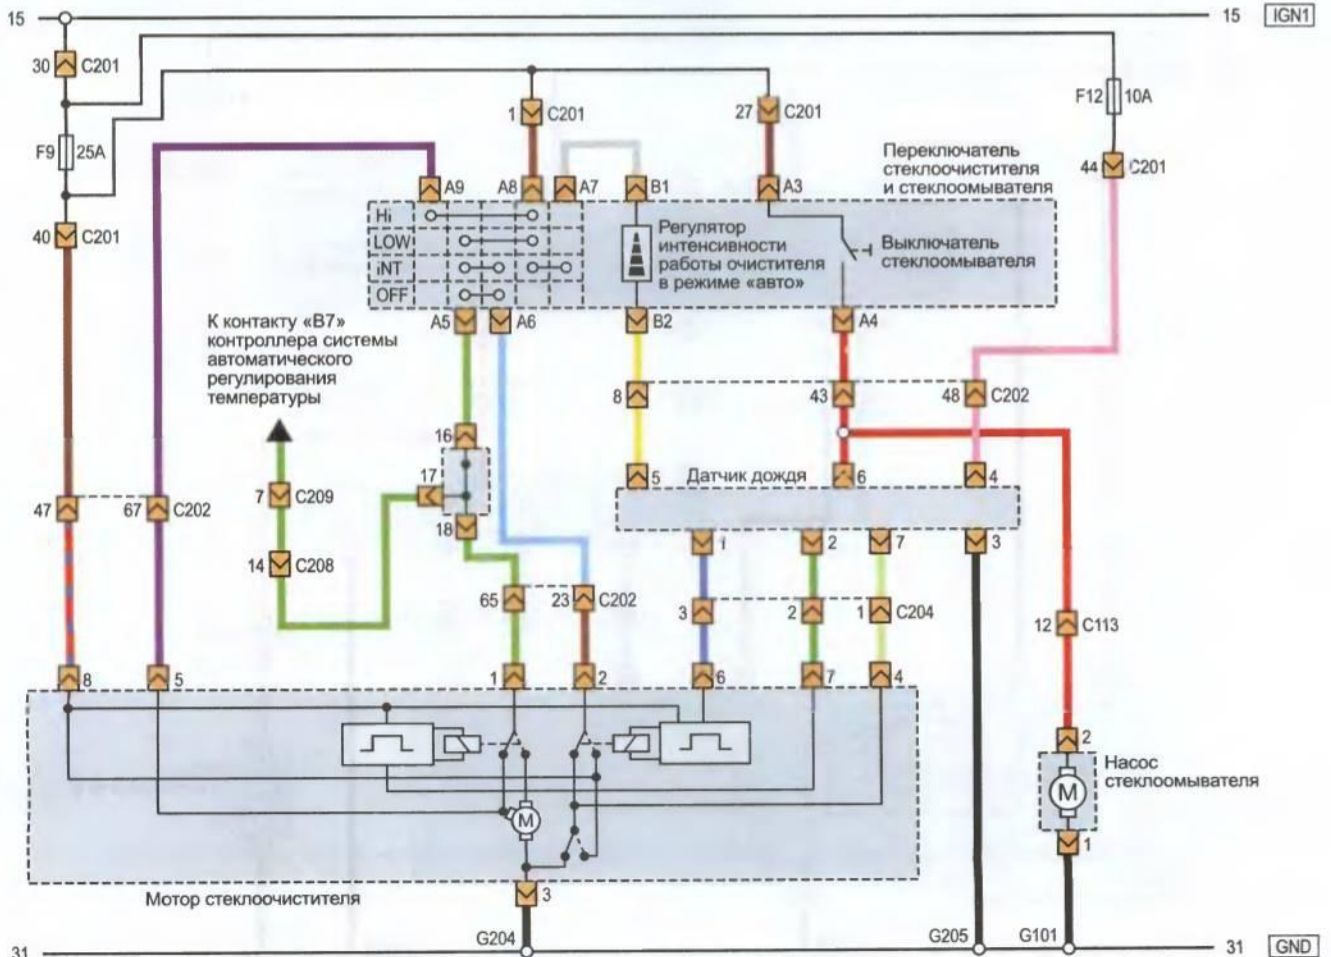 15
15 IGN1
30 C201
F9 25A
40 C201
1 C201
27 C201
F12 10A
44 C201
Переключатель
стеклоочистителя
и стеклоомывателя
A9
A8
A7
B1
A3
Hi
LOW
iNT
OFF
Регулятор
интенсивности
работы очистителя
в режиме «авто»
Выключатель
стеклоомывателя
A5
A6
B2
A4
К контакту «B7»
контроллера системы
автоматического
регулирования
температуры
8
43
48 C202
16
17
18
7 C209
14 C208
47
67 C202
5
Датчик дождя
6
4
1
2
7
3
65
23 C202
3
2
1 C204
12 C113
8
5
1
2
6
7
4
M
2
Насос
стеклоомывателя
M
1
Мотор стеклоочистителя
3
G204
G205
G101
31
31 GND